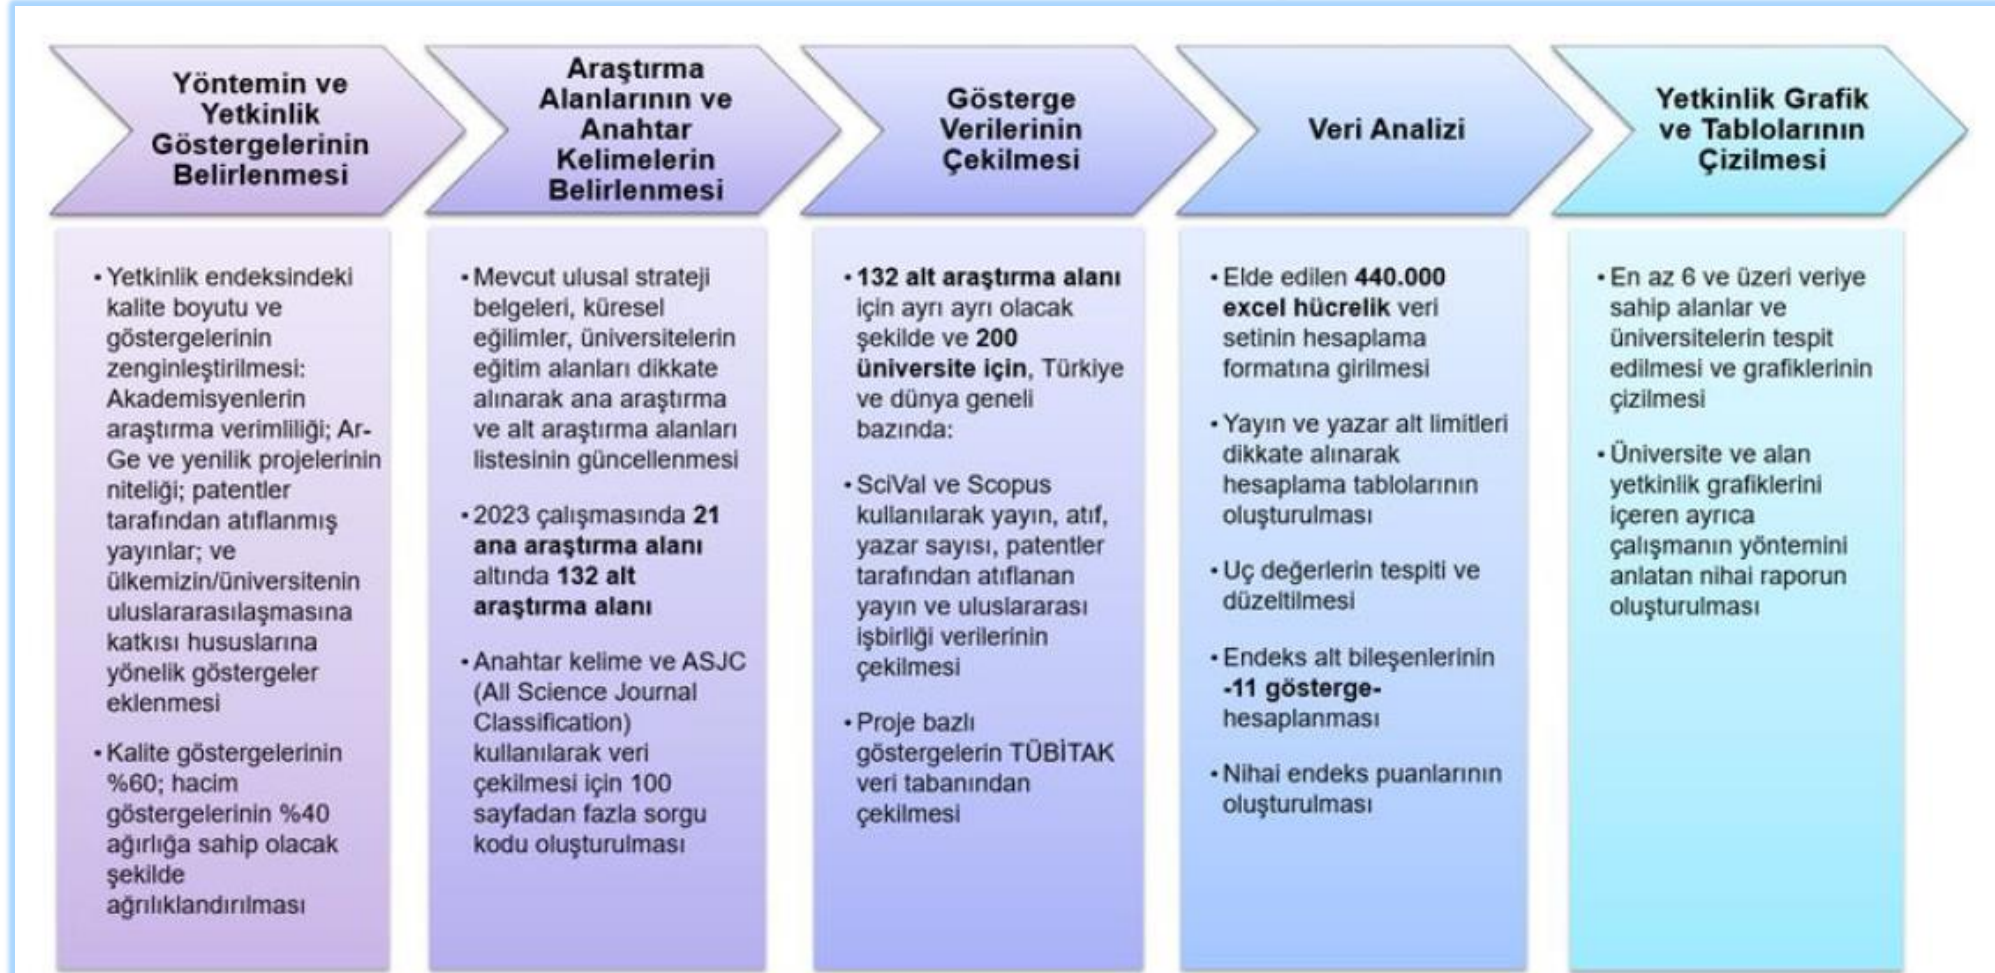 Yöntemin ve
Yetkinlik
Göstergelerinin
Belirlenmesi
• Yetkinlik endeksindeki
kalite boyutu ve
göstergelerinin
zenginleştirilmesi:
Akademisyenlerin
araştırma verimliliği; Ar-
Ge ve yenilik projelerinin
niteliği; patentler
tarafından atıflanmış
yayınlar; ve
ülkemizin/üniversitenin
uluslararasılaşmasına
katkısı hususlarına
yönelik göstergeler
eklenmesi
• Kalite göstergelerinin
%60; hacim
göstergelerinin %40
ağırlığa sahip olacak
şekilde
ağrılıklandırılması
Araştırma
Alanlarının ve
Anahtar
Kelimelerin
Belirlenmesi
• Mevcut ulusal strateji
belgeleri, küresel
eğilimler, üniversitelerin
eğitim alanları dikkate
alınarak ana araştırma
ve alt araştırma alanları
listesinin güncellenmesi
• 2023 çalışmasında 21
ana araştırma alanı
altında 132 alt
araştırma alanı
• Anahtar kelime ve ASJC
(All Science Journal
Classification)
kullanılarak veri
çekilmesi için 100
sayfadan fazla sorgu
kodu oluşturulması
Gösterge
Verilerinin
Çekilmesi
• 132 alt araştırma alanı
için ayrı ayrı olacak
şekilde ve 200
üniversite için, Türkiye
ve dünya geneli
bazında:
• SciVal ve Scopus
kullanılarak yayın, atıf,
yazar sayısı, patentler
tarafından atıflanan
yayın ve uluslararası
işbirliği verilerinin
çekilmesi
• Proje bazlı
göstergelerin TÜBİTAK
veri tabanından
çekilmesi
Veri Analizi
• Elde edilen 440.000
excel hücrelik veri
setinin hesaplama
formatına girilmesi
• Yayın ve yazar alt limitleri
dikkate alınarak
hesaplama tablolarının
oluşturulması
• Uç değerlerin tespiti ve
düzeltilmesi
• Endeks alt bileşenlerinin
-11 gösterge-
hesaplanması
• Nihai endeks puanlarının
oluşturulması
Yetkinlik Grafik
ve Tablolarının
Çizilmesi
• En az 6 ve üzeri veriye
sahip alanlar ve
üniversitelerin tespit
edilmesi ve grafiklerinin
çizilmesi
• Üniversite ve alan
yetkinlik grafiklerini
içeren ayrıca
çalışmanın yöntemini
anlatan nihai raporun
oluşturulması